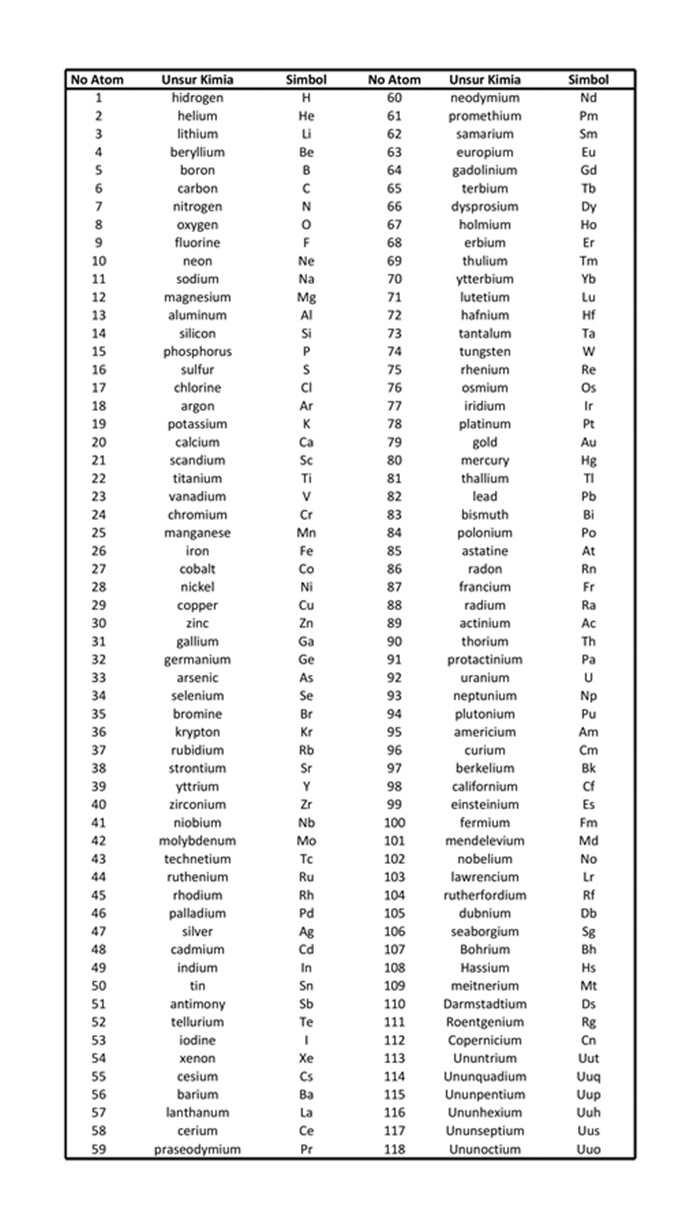 No Atom Unsur Kimia Simbol No Atom Unsur Kimia Simbol
1 hidrogen H 60 neodymium Nd
2 helium He 61 promethium Pm
3 lithium Li 62 samarium Sm
4 beryllium Be 63 europium Eu
5 boron B 64 gadolinium Gd
6 carbon C 65 terbium Tb
7 nitrogen N 66 dysprosium Dy
8 oxygen O 67 holmium Ho
9 fluorine F 68 erbium Er
10 neon Ne 69 thulium Tm
11 sodium Na 70 ytterbium Yb
12 magnesium Mg 71 lutetium Lu
13 aluminum Al 72 hafnium Hf
14 silicon Si 73 tantalum Ta
15 phosphorus P 74 tungsten W
16 sulfur S 75 rhenium Re
17 chlorine Cl 76 osmium Os
18 argon Ar 77 iridium Ir
19 potassium K 78 platinum Pt
20 calcium Ca 79 gold Au
21 scandium Sc 80 mercury Hg
22 titanium Ti 81 thallium Tl
23 vanadium V 82 lead Pb
24 chromium Cr 83 bismuth Bi
25 manganese Mn 84 polonium Po
26 iron Fe 85 astatine At
27 cobalt Co 86 radon Rn
28 nickel Ni 87 francium Fr
29 copper Cu 88 radium Ra
30 zinc Zn 89 actinium Ac
31 gallium Ga 90 thorium Th
32 germanium Ge 91 protactinium Pa
33 arsenic As 92 uranium U
34 selenium Se 93 neptunium Np
35 bromine Br 94 plutonium Pu
36 krypton Kr 95 americium Am
37 rubidium Rb 96 curium Cm
38 strontium Sr 97 berkelium Bk
39 yttrium Y 98 californium Cf
40 zirconium Zr 99 einsteinium Es
41 niobium Nb 100 fermium Fm
42 molybdenum Mo 101 mendelevium Md
43 technetium Tc 102 nobelium No
44 ruthenium Ru 103 lawrencium Lr
45 rhodium Rh 104 rutherfordium Rf
46 palladium Pd 105 dubnium Db
47 silver Ag 106 seaborgium Sg
48 cadmium Cd 107 Bohrium Bh
49 indium In 108 Hassium Hs
50 tin Sn 109 meitnerium Mt
51 antimony Sb 110 Darmstadtium Ds
52 tellurium Te 111 Roentgenium Rg
53 iodine I 112 Copernicium Cn
54 xenon Xe 113 Ununtrium Uut
55 cesium Cs 114 Ununquadium Uuq
56 barium Ba 115 Ununpentium Uup
57 lanthanum La 116 Ununhexium Uuh
58 cerium Ce 117 Ununseptium Uus
59 praseodymium Pr 118 Ununoctium Uuo